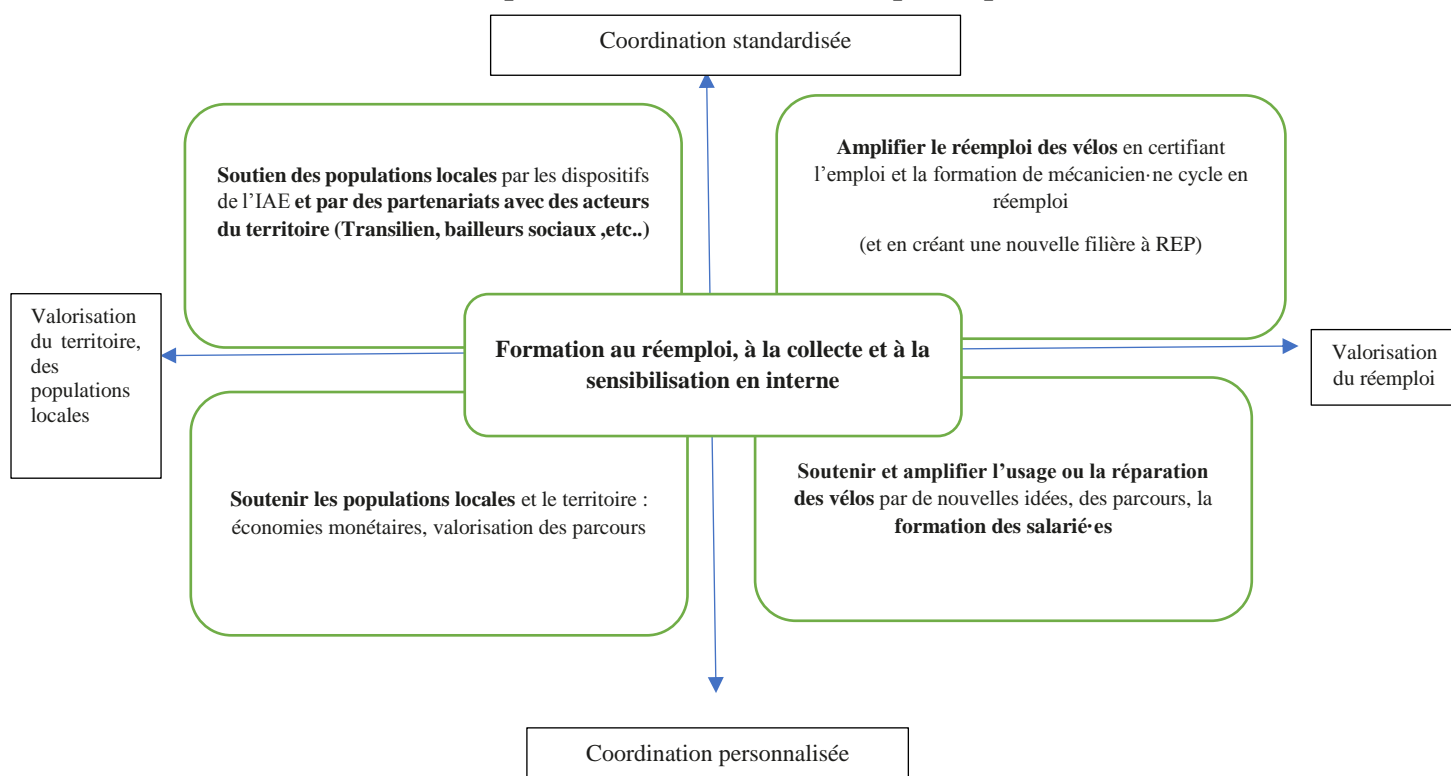 Coordination standardisée
Soutien des populations locales par les dispositifs
de l'IAE et par des partenariats avec des acteurs
du territoire (Transilien, bailleurs sociaux ,etc..)
Amplifier le réemploi des vélos en certifiant
l'emploi et la formation de mécanicien·ne cycle en
réemploi
(et en créant une nouvelle filière à REP)
Valorisation
du territoire,
des
populations
locales
Formation au réemploi, à la collecte et à la
sensibilisation en interne
Valorisation
du réemploi
Soutenir les populations locales et le territoire :
économies monétaires, valorisation des parcours
Soutenir et amplifier l'usage ou la réparation
des vélos par de nouvelles idées, des parcours, la
formation des salarié·es
Coordination personnalisée